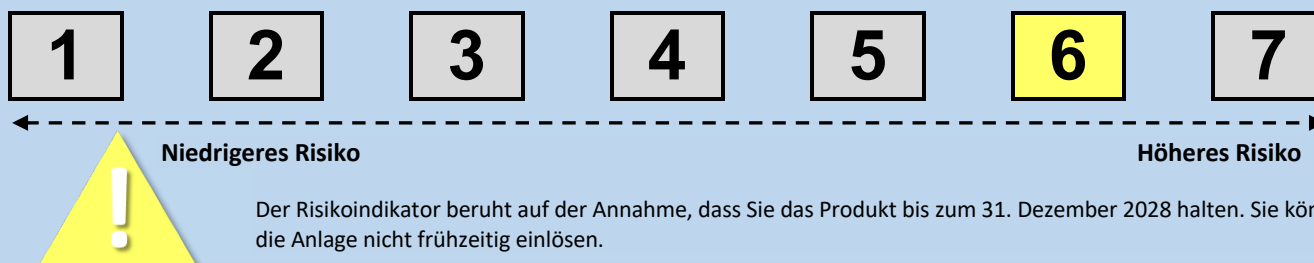 1 2 3 4 5 6 7
Niedrigeres Risiko Höheres Risiko
!
Der Risikoindikator beruht auf der Annahme, dass Sie das Produkt bis zum 31. Dezember 2028 halten. Sie
die Anlage nicht frühzeitig einlösen.